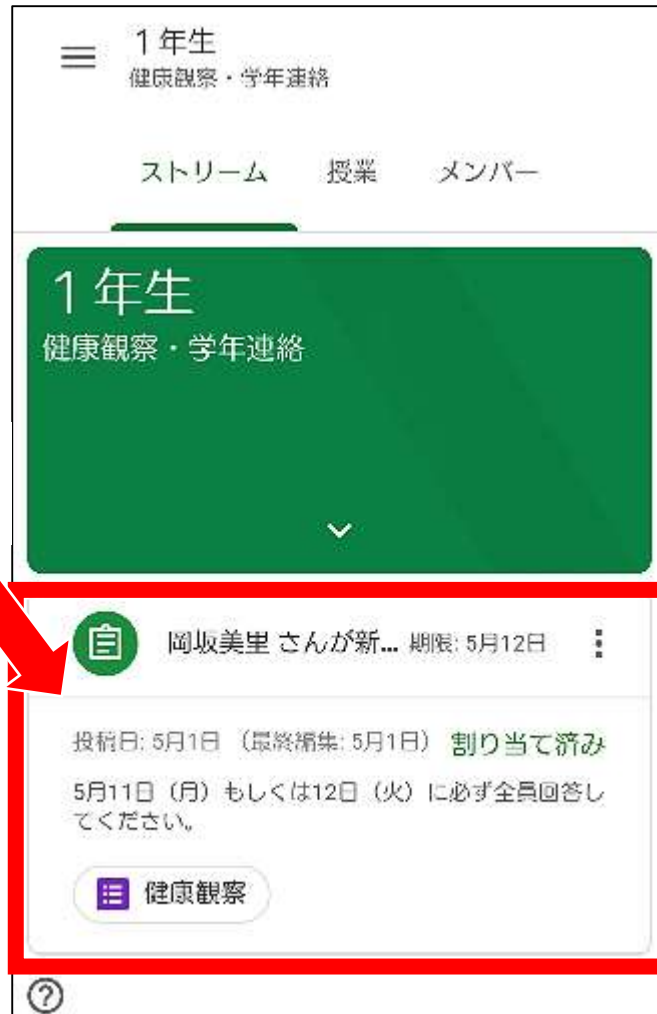 1年生
健康観察・学年連絡
ストリーム 授業 メンバー
1年生
健康観察・学年連絡
岡坂美里 さんが新... 期限: 5月12日
投稿日: 5月1日 （最終編集: 5月1日） 割り当て済み
5月11日（月）もしくは12日（火）に必ず全員回答し
てください。
健康観察